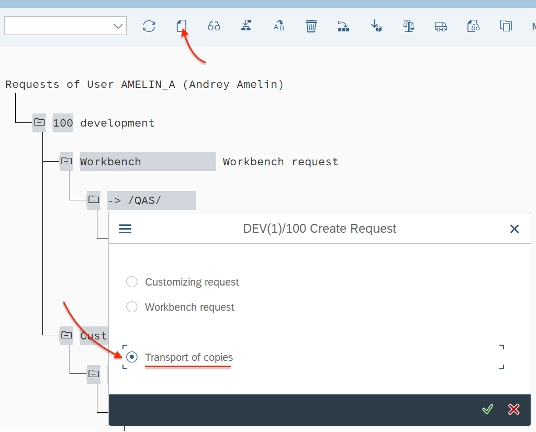 Requests of User AMELIN_A (Andrey Amelin)
100 development
Workbench Workbench request
-> /QAS/
DEV(1)/100 Create Request
Customizing request
Workbench request
Cust
Transport of copies